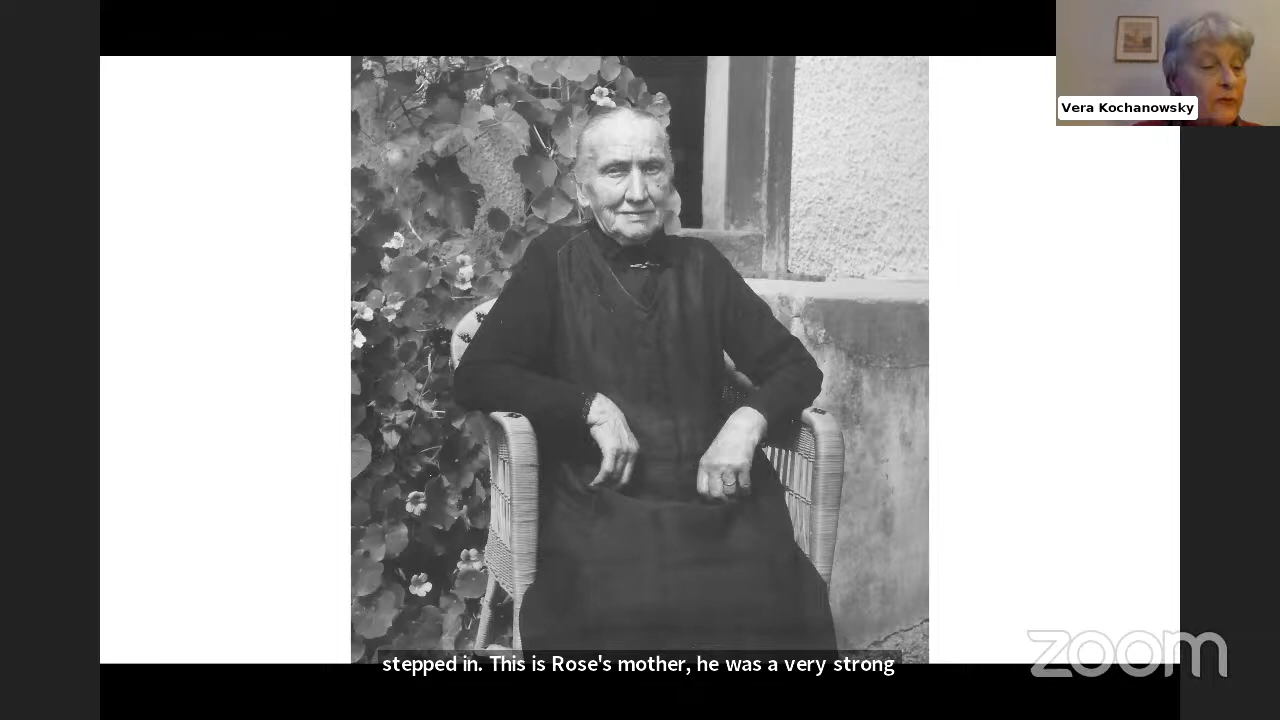 Vera Kochanowsky
stepped in. This is Rose's mother, he was a very strong
zoom